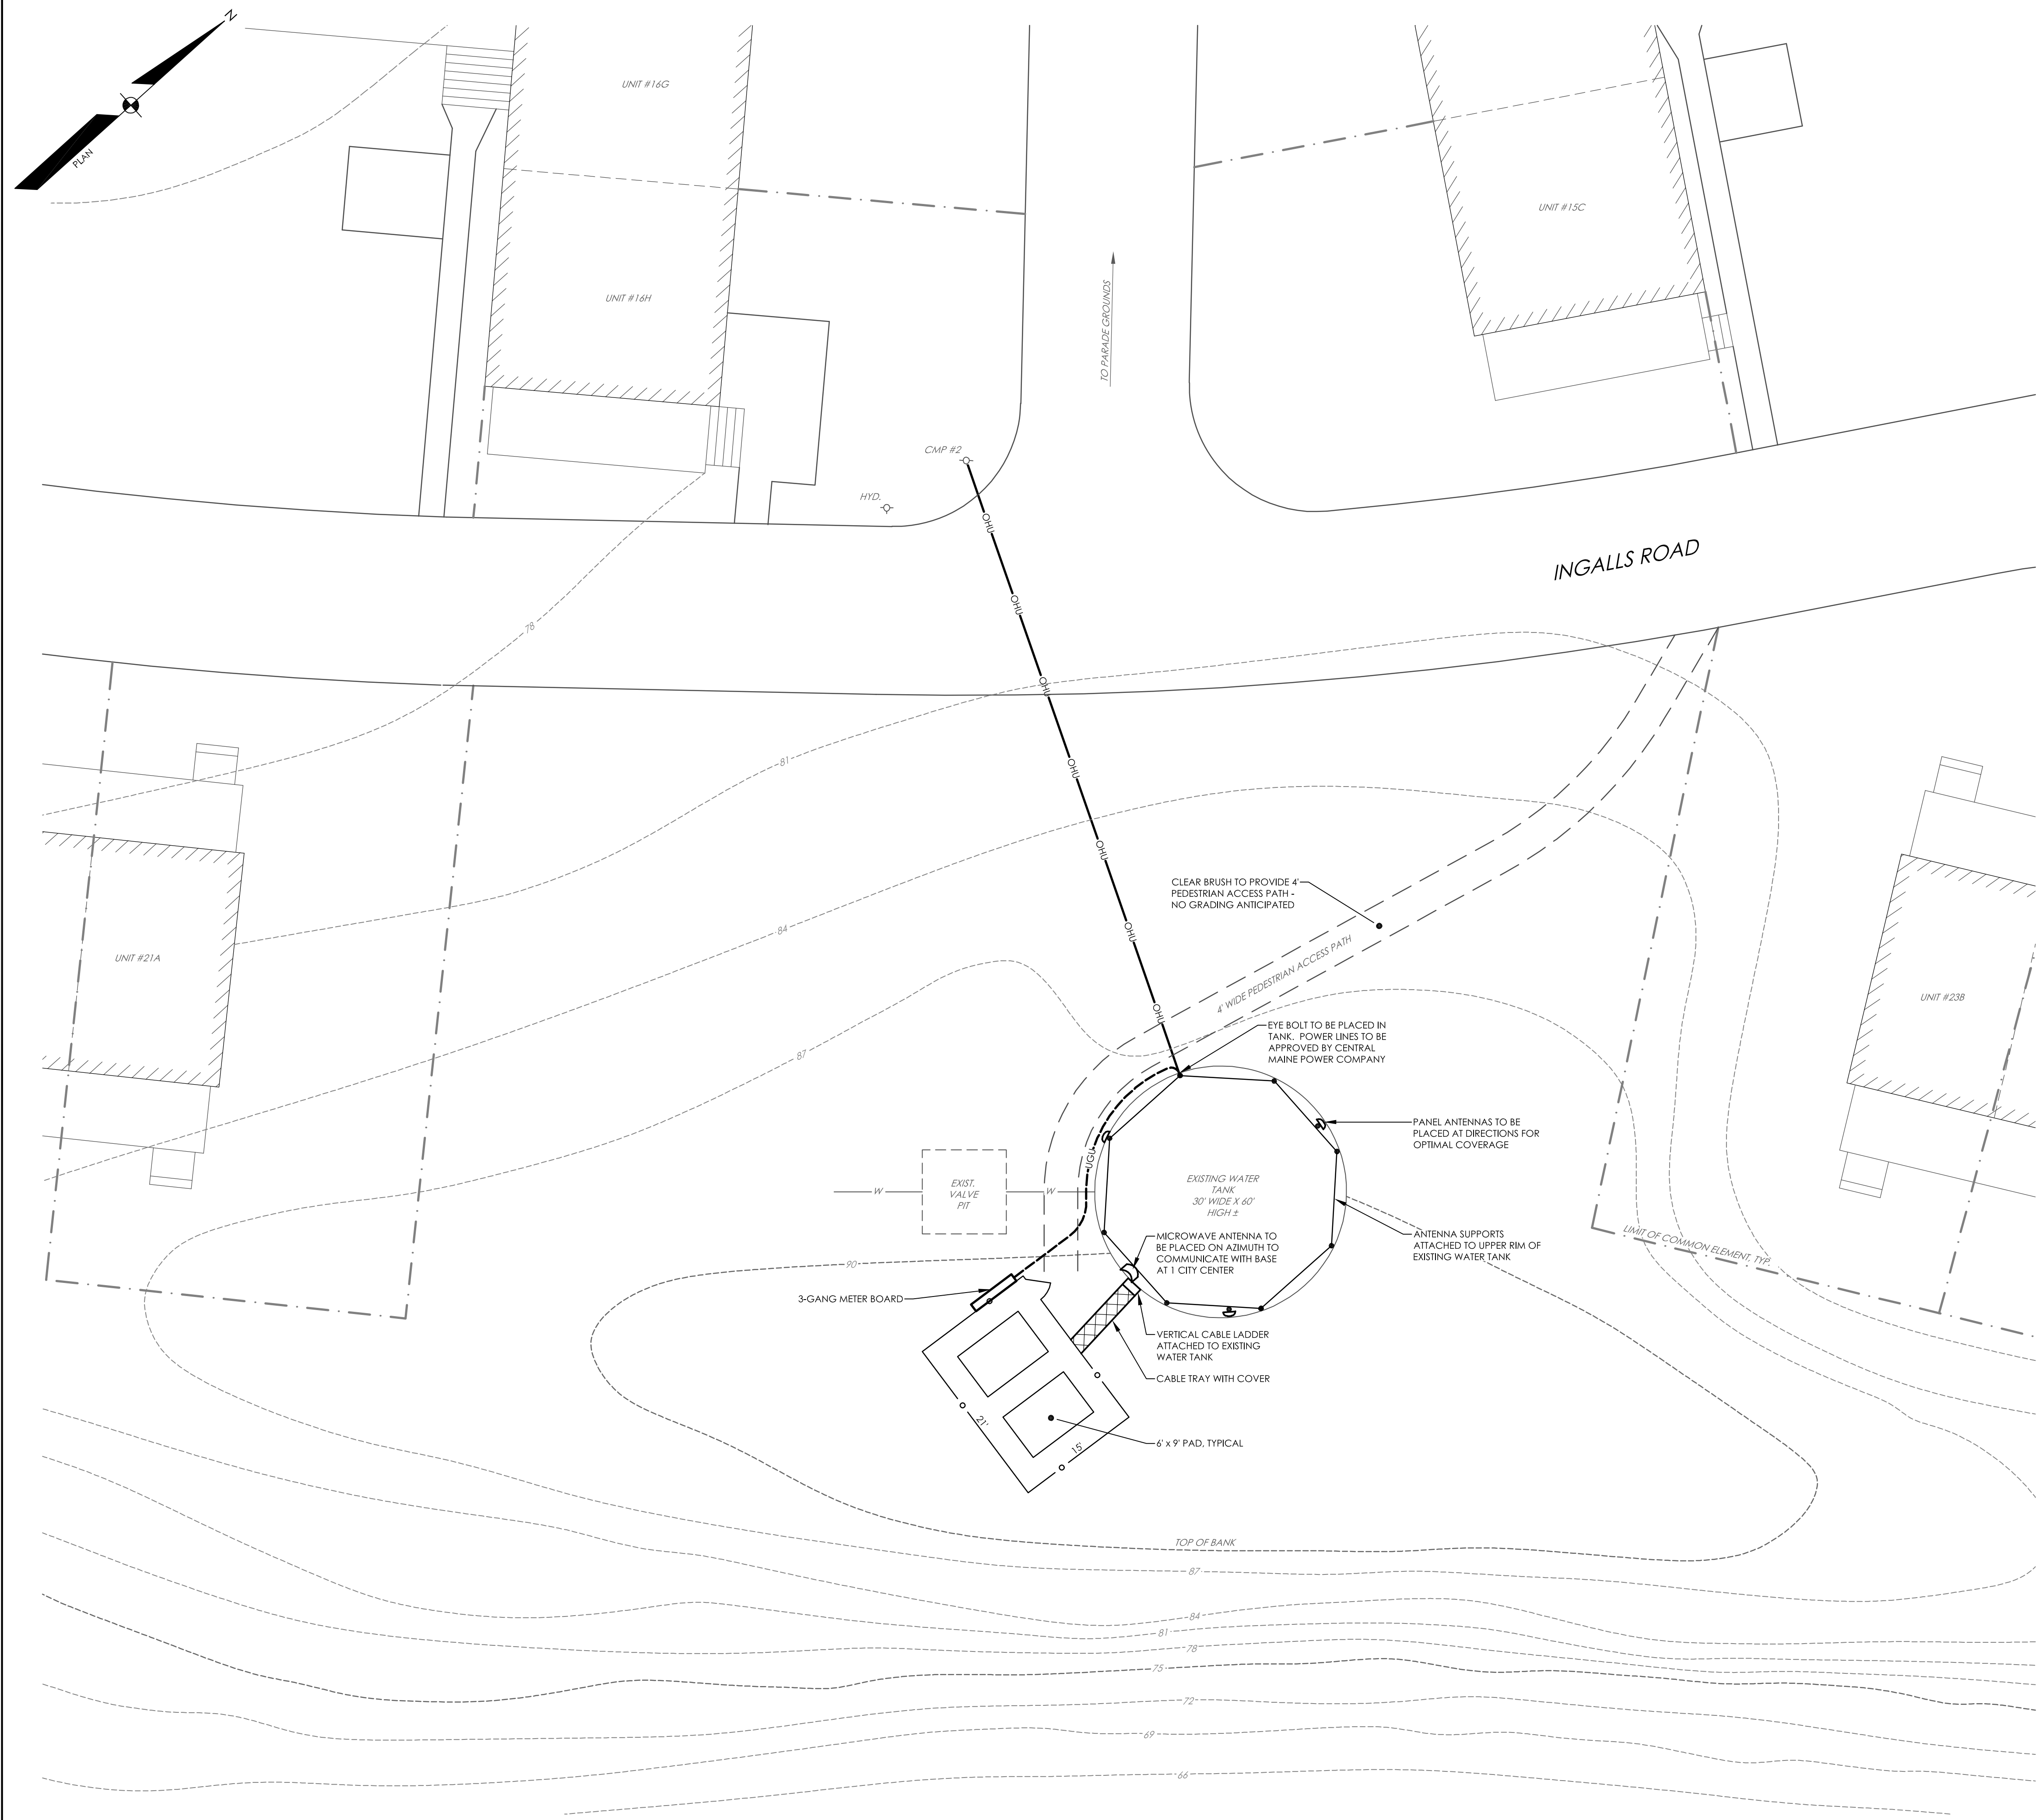 N
PLAN
UNIT #16G
UNIT #16H
UNIT #15C
TO PARADE GROUNDS
CMP #2
HYD.
INGALLS ROAD
OHU
OHU
OHU
OHU
OHU
OHU
OHU
78
81
84
87
UNIT #21A
UNIT #23B
CLEAR BRUSH TO PROVIDE 4'
PEDESTRIAN ACCESS PATH -
NO GRADING ANTICIPATED
4' WIDE PEDESTRIAN ACCESS PATH
EYE BOLT TO BE PLACED IN
TANK. POWER LINES TO BE
APPROVED BY CENTRAL
MAINE POWER COMPANY
PANEL ANTENNAS TO BE
PLACED AT DIRECTIONS FOR
OPTIMAL COVERAGE
UGU
W
EXIST.
VALVE
PIT
W
EXISTING WATER
TANK
30' WIDE X 60'
HIGH ±
MICROWAVE ANTENNA TO
BE PLACED ON AZIMUTH TO
COMMUNICATE WITH BASE
AT 1 CITY CENTER
ANTENNA SUPPORTS
ATTACHED TO UPPER RIM OF
EXISTING WATER TANK
LIMIT OF COMMON ELEMENT, TYP.
90
3-GANG METER BOARD
VERTICAL CABLE LADDER
ATTACHED TO EXISTING
WATER TANK
CABLE TRAY WITH COVER
21'
15'
6' x 9' PAD, TYPICAL
TOP OF BANK
87
84
81
78
75
72
69
66